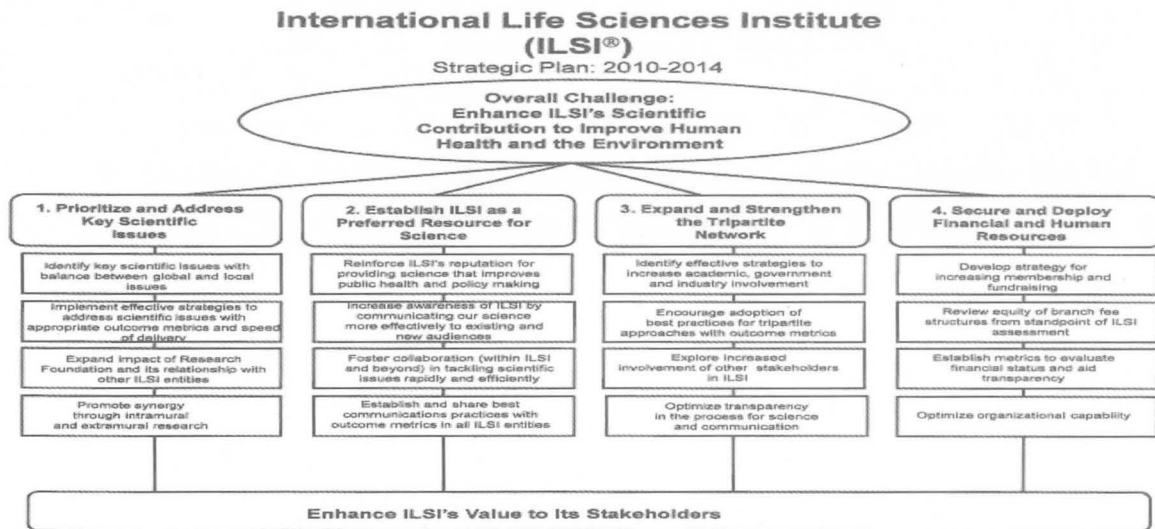 International Life Sciences Institute
(ILSI®)
Strategic Plan: 2010-2014
Overall Challenge:
Enhance ILSI's Scientific
Contribution to Improve Human
Health and the Environment
1. Prioritize and Address
Key Scientific
Issues
Identify key scientific issues with
balance between global and local
issues
Implement effective strategies to
address scientific issues with
appropriate outcome metrics and speed
of delivery
Expand impact of Research
Foundation and its relationship with
other ILSI entities
Promote synergy
through intramural
and extramural research
2. Establish ILSI as a
Preferred Resource for
Science
Reinforce ILSI's reputation for
providing science that improves
public health and policy making
Increase awareness of ILSI by
communicating our science
more effectively to existing and
new audiences
Foster collaboration (within ILSI
and beyond) in tackling scientific
issues rapidly and efficiently
Establish and share best
communications practices with
outcome metrics in all ILSI entities
3. Expand and Strengthen
the Tripartite
Network
Identify effective strategies to
increase academic, government
and industry involvement
Encourage adoption of
best practices for tripartite
approaches with outcome metrics
Explore increased
involvement of other stakeholders
in ILSI
Optimize transparency
in the process for science
and communication
4. Secure and Deploy
Financial and Human
Resources
Develop strategy for
increasing membership and
fundraising
Review equity of branch fee
structures from standpoint of ILSI
assessment
Establish metrics to evaluate
financial status and aid
transparency
Optimize organizational capability
Enhance ILSI's Value to Its Stakeholders